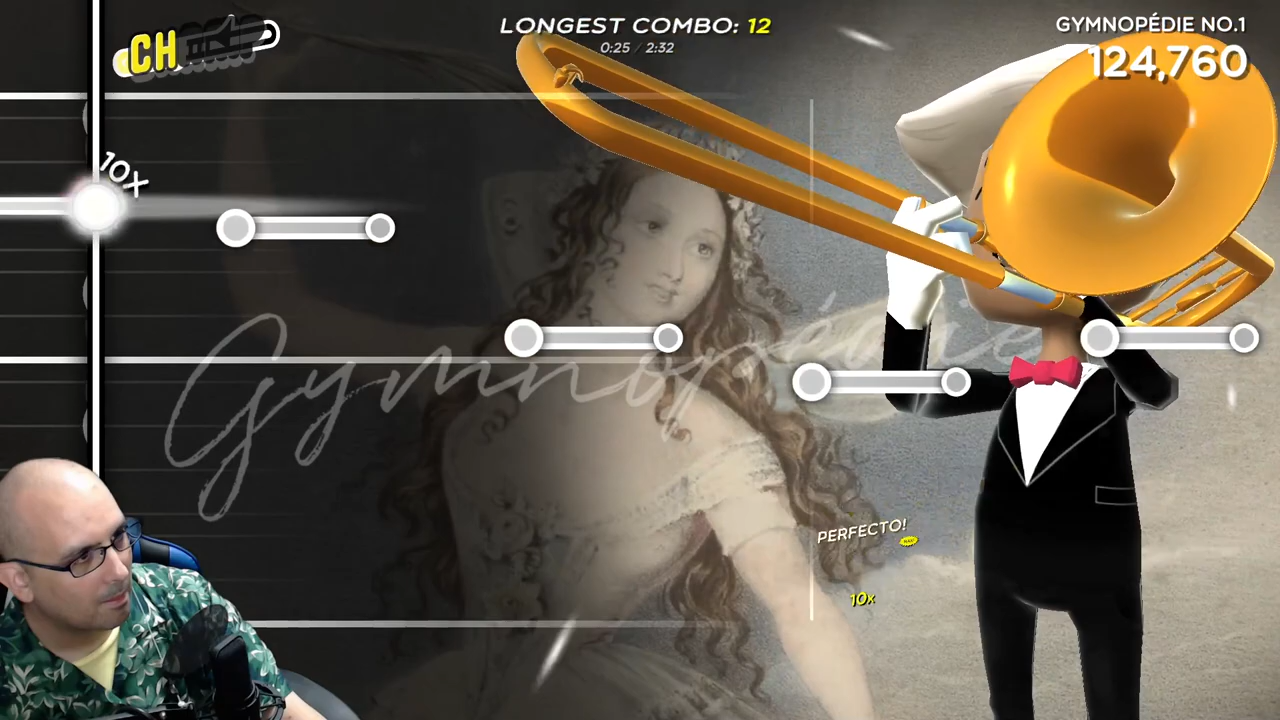 CH
LONGEST COMBO: 12
0:25 / 2:32
GYMNOPÉDIE NO.1
124,760
10X
Gymnopédie
PERFECTO!
10x